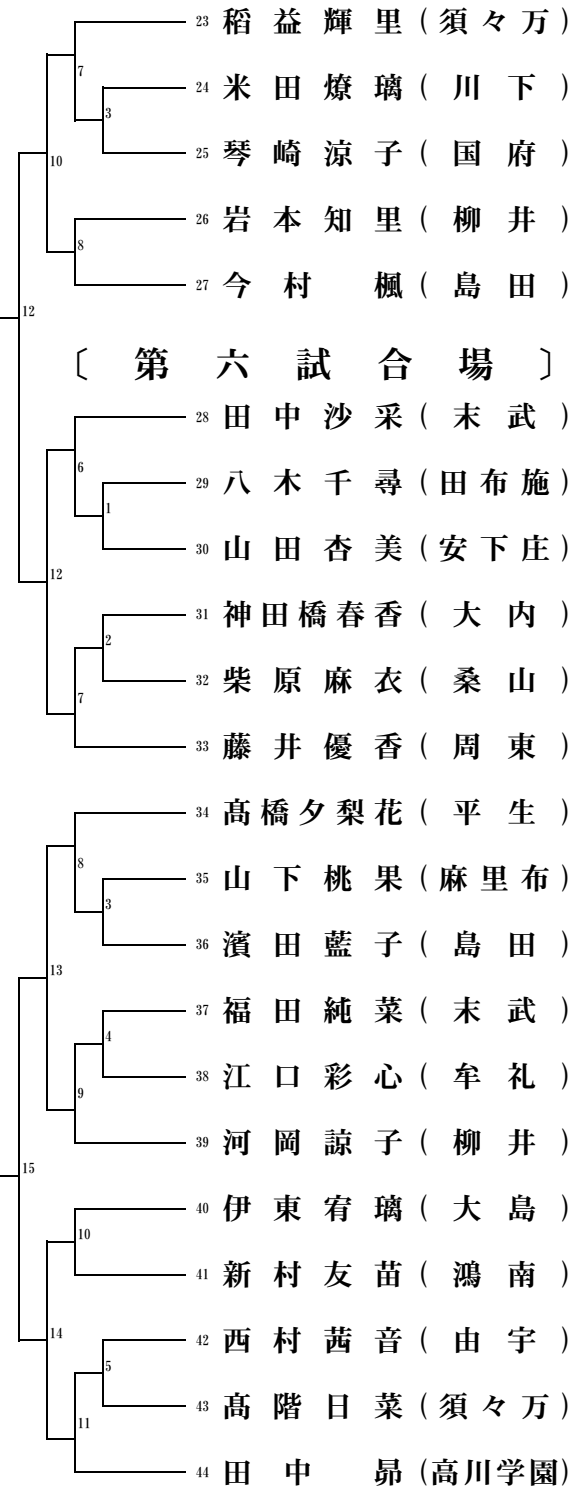 23 稲益輝里(須々万)
7
24 米田燎璃(川下)
3
10
25 琴崎涼子(国府)
26 岩本知里(柳井)
8
27 今村楓(島田)
12
〔第六試合場〕
28 田中沙采(末武)
6
29 八木千尋(田布施)
1
30 山田杏美(安下庄)
12
31 神田橋春香(大内)
2
32 柴原麻衣(桑山)
7
33 藤井優香(周東)
34 髙橋夕梨花(平生)
8
35 山下桃果(麻里布)
3
36 濱田藍子(島田)
13
37 福田純菜(末武)
4
38 江口彩心(牟礼)
9
39 河岡諒子(柳井)
15
40 伊東宥璃(大島)
10
41 新村友苗(鴻南)
14
42 西村茜音(由宇)
5
43 髙階日菜(須々万)
11
44 田中昴(高川学園)